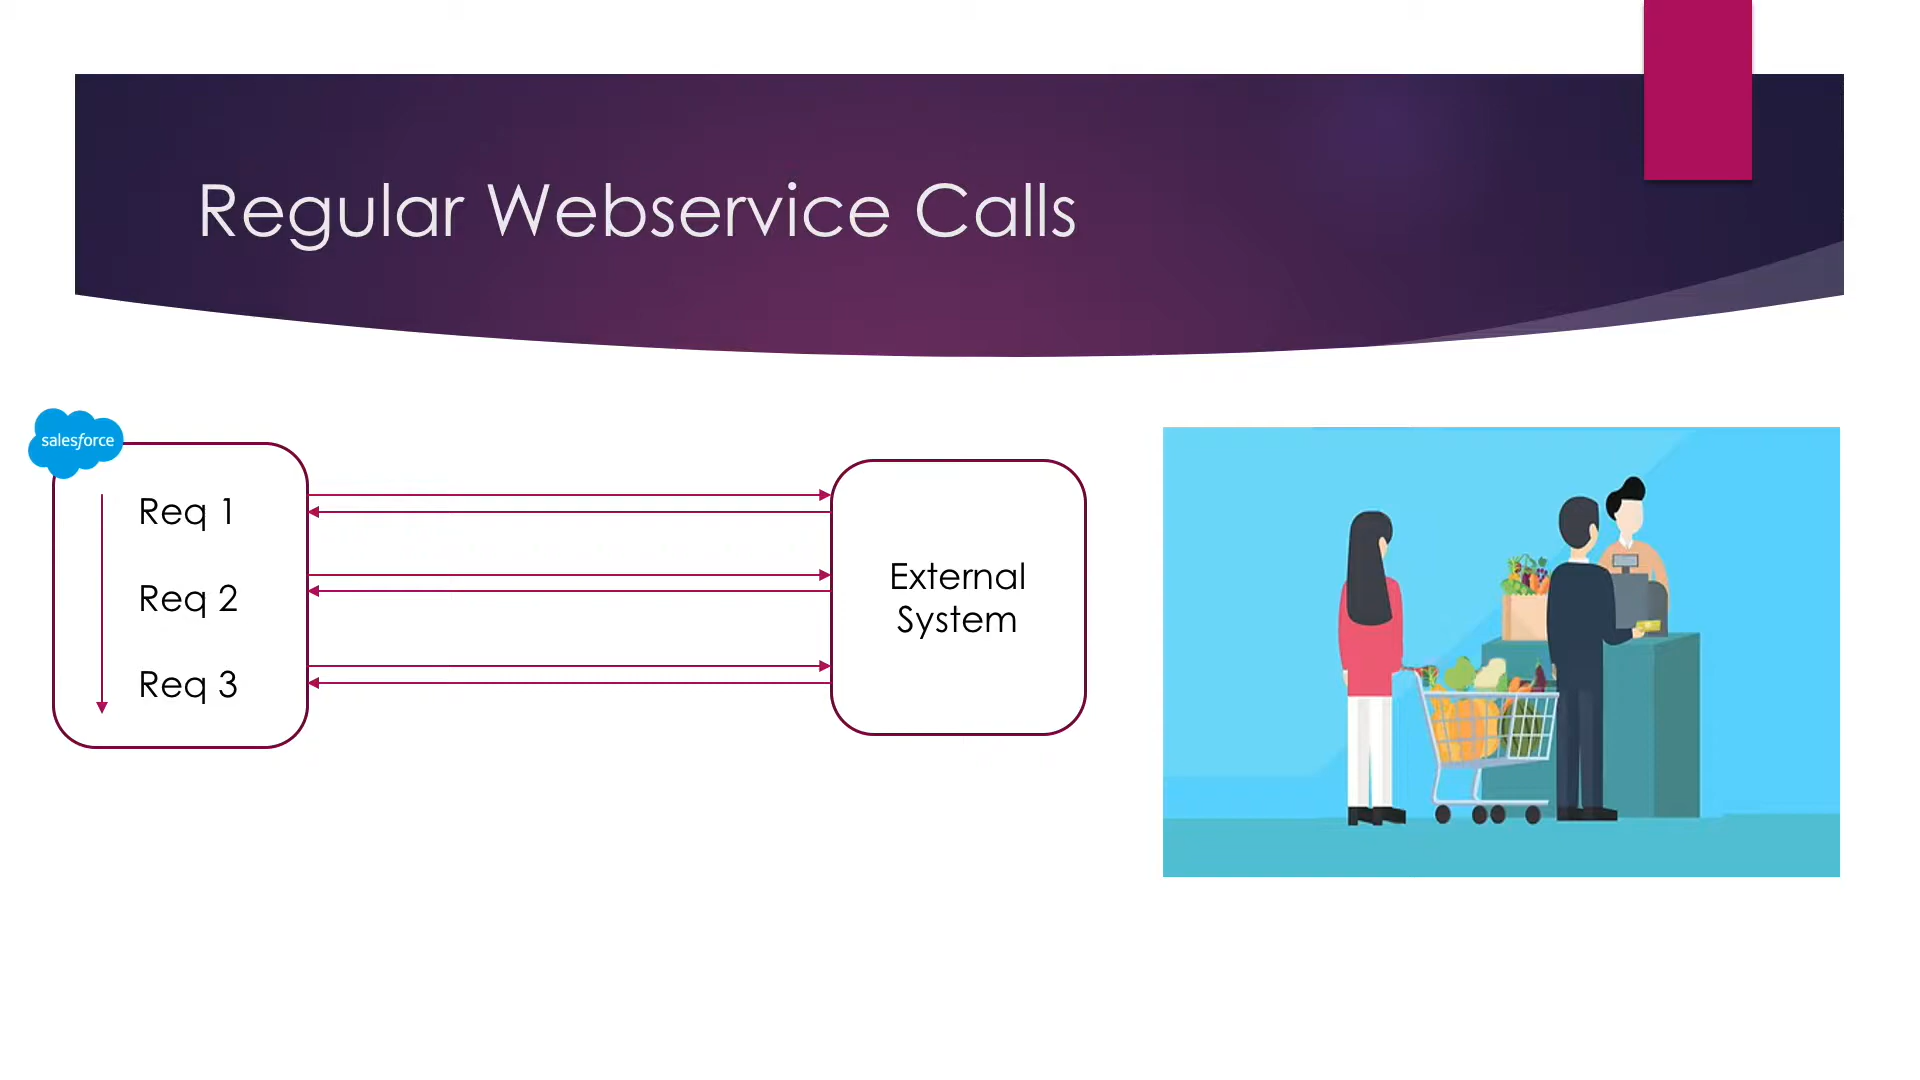 Regular Webservice Calls
salesforce
Req 1
Req 2
Req 3
External
System